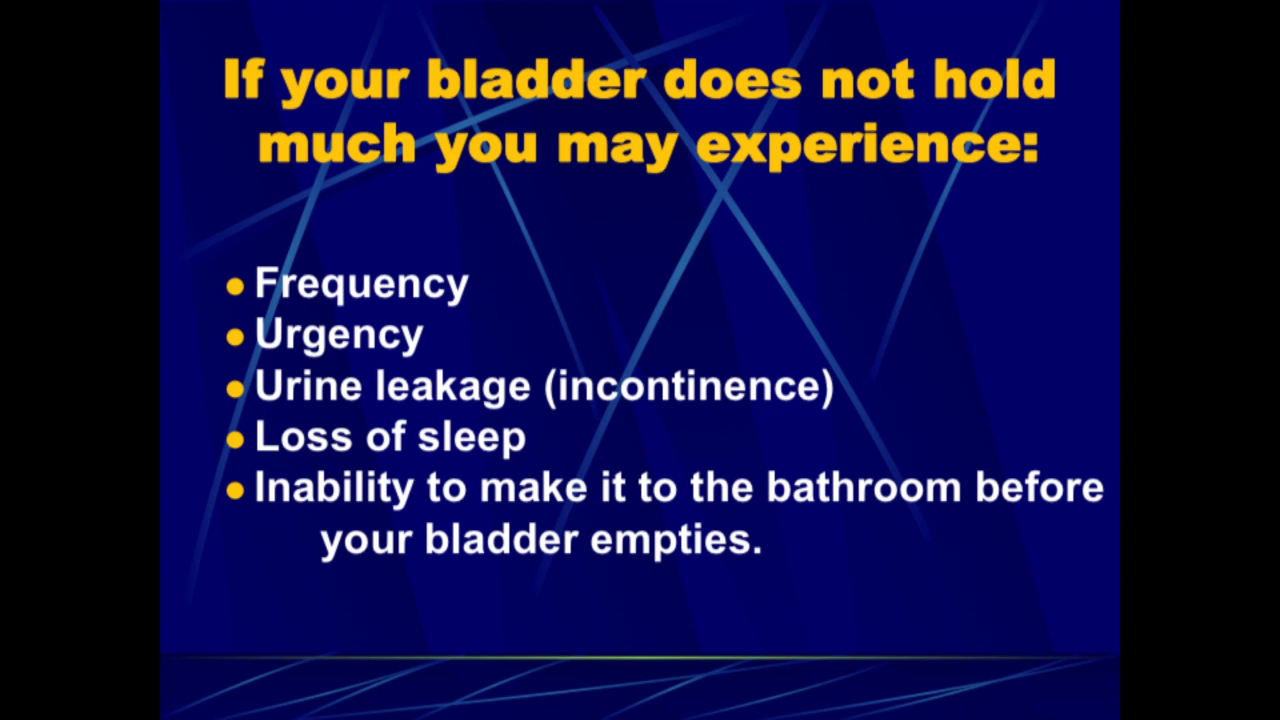 If your bladder does not hold
much you may experience:
Frequency
Urgency
Urine leakage (incontinence)
Loss of sleep
Inability to make it to the bathroom before
your bladder empties.